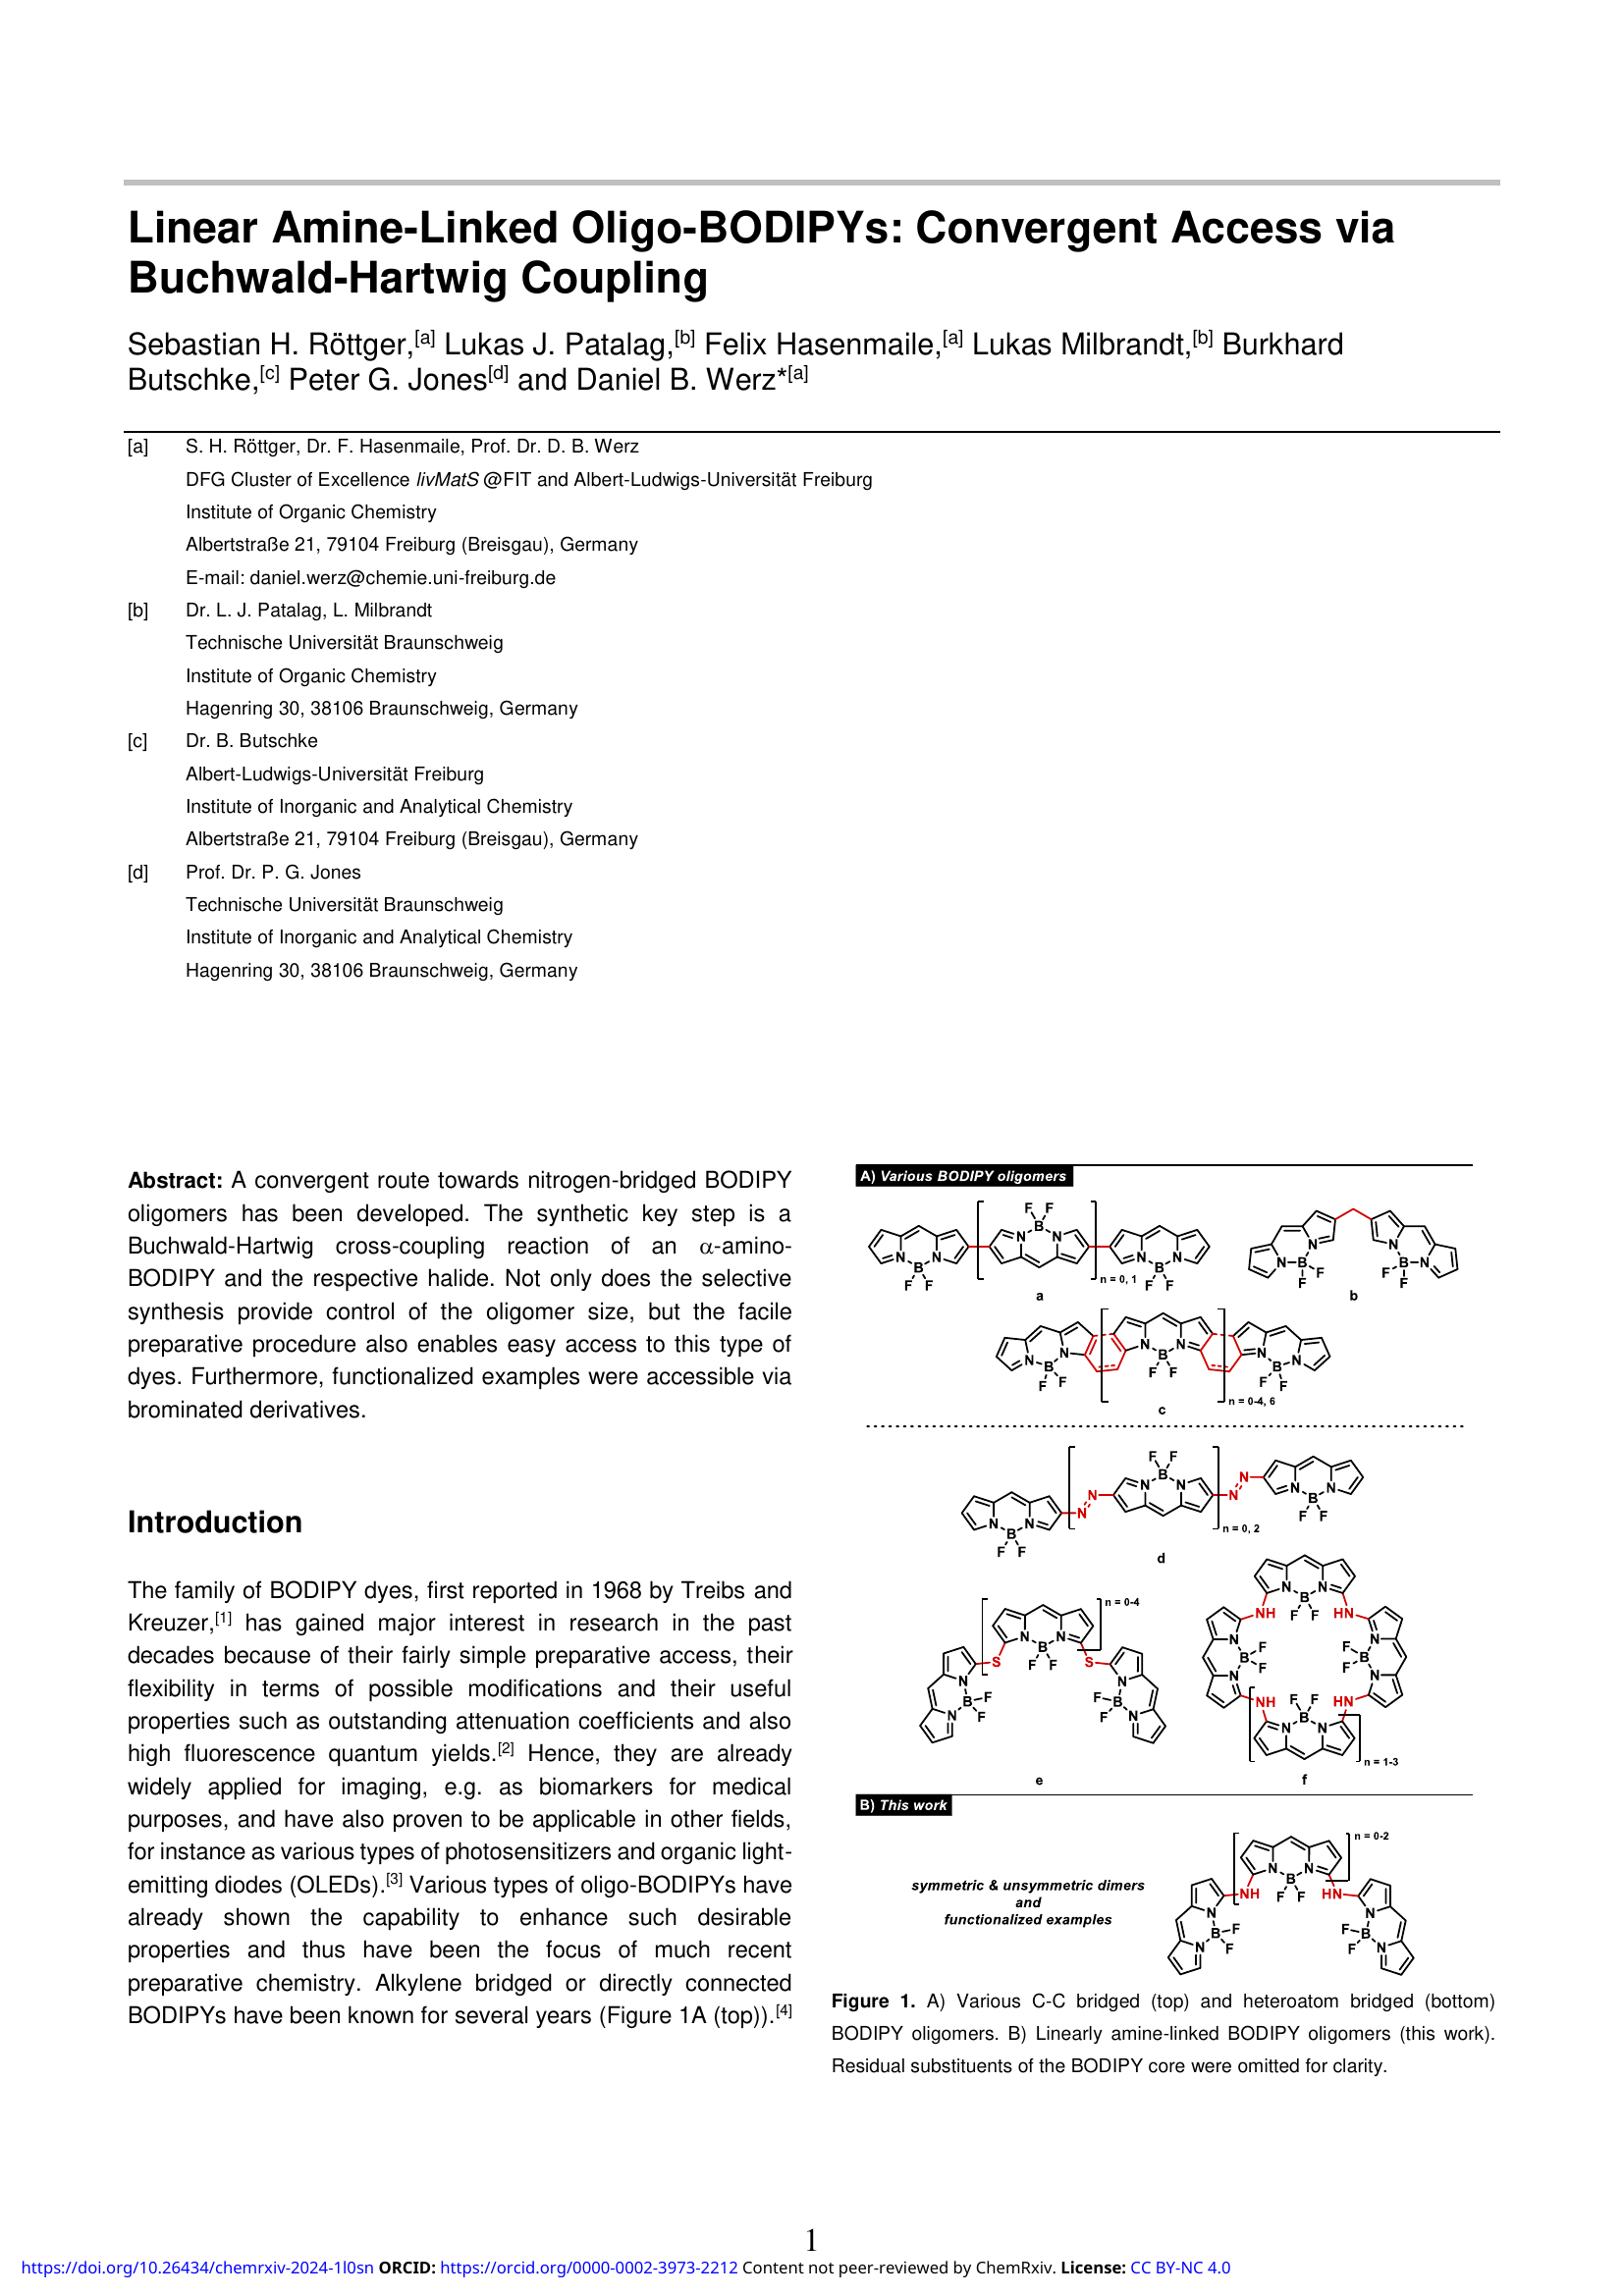 Linear Amine-Linked Oligo-BODIPYs: Convergent Access via
Buchwald-Hartwig Coupling
Sebastian H. Röttger,[a] Lukas J. Patalag,[b] Felix Hasenmaile,[a] Lukas Milbrandt,[b] Burkhard
Butschke,[c] Peter G. Jones[d] and Daniel B. Werz*[a]
[a] S. H. Röttger, Dr. F. Hasenmaile, Prof. Dr. D. B. Werz
DFG Cluster of Excellence livMatS @FIT and Albert-Ludwigs-Universität Freiburg
Institute of Organic Chemistry
Albertstraße 21, 79104 Freiburg (Breisgau), Germany
E-mail: daniel.werz@chemie.uni-freiburg.de
[b] Dr. L. J. Patalag, L. Milbrandt
Technische Universität Braunschweig
Institute of Organic Chemistry
Hagenring 30, 38106 Braunschweig, Germany
[c] Dr. B. Butschke
Albert-Ludwigs-Universität Freiburg
Institute of Inorganic and Analytical Chemistry
Albertstraße 21, 79104 Freiburg (Breisgau), Germany
[d] Prof. Dr. P. G. Jones
Technische Universität Braunschweig
Institute of Inorganic and Analytical Chemistry
Hagenring 30, 38106 Braunschweig, Germany
Abstract: A convergent route towards nitrogen-bridged BODIPY
oligomers has been developed. The synthetic key step is a
Buchwald-Hartwig cross-coupling reaction of an α-amino-
BODIPY and the respective halide. Not only does the selective
synthesis provide control of the oligomer size, but the facile
preparative procedure also enables easy access to this type of
dyes. Furthermore, functionalized examples were accessible via
brominated derivatives.
Introduction
The family of BODIPY dyes, first reported in 1968 by Treibs and
Kreuzer,[1] has gained major interest in research in the past
decades because of their fairly simple preparative access, their
flexibility in terms of possible modifications and their useful
properties such as outstanding attenuation coefficients and also
high fluorescence quantum yields.[2] Hence, they are already
widely applied for imaging, e.g. as biomarkers for medical
purposes, and have also proven to be applicable in other fields,
for instance as various types of photosensitizers and organic light-
emitting diodes (OLEDs).[3] Various types of oligo-BODIPYs have
already shown the capability to enhance such desirable
properties and thus have been the focus of much recent
preparative chemistry. Alkylene bridged or directly connected
BODIPYs have been known for several years (Figure 1A (top)).[4]
A) Various BODIPY oligomers
n = 0, 1
a
b
n = 0-4, 6
c
n = 0, 2
d
n = 0-4
e
n = 1-3
f
B) This work
n = 0-2
symmetric & unsymmetric dimers
and
functionalized examples
Figure 1. A) Various C-C bridged (top) and heteroatom bridged (bottom)
BODIPY oligomers. B) Linearly amine-linked BODIPY oligomers (this work).
Residual substituents of the BODIPY core were omitted for clarity.
1
https://doi.org/10.26434/chemrxiv-2024-1l0sn ORCID: https://orcid.org/0000-0002-3973-2212 Content not peer-reviewed by ChemRxiv. License: CC BY-NC 4.0